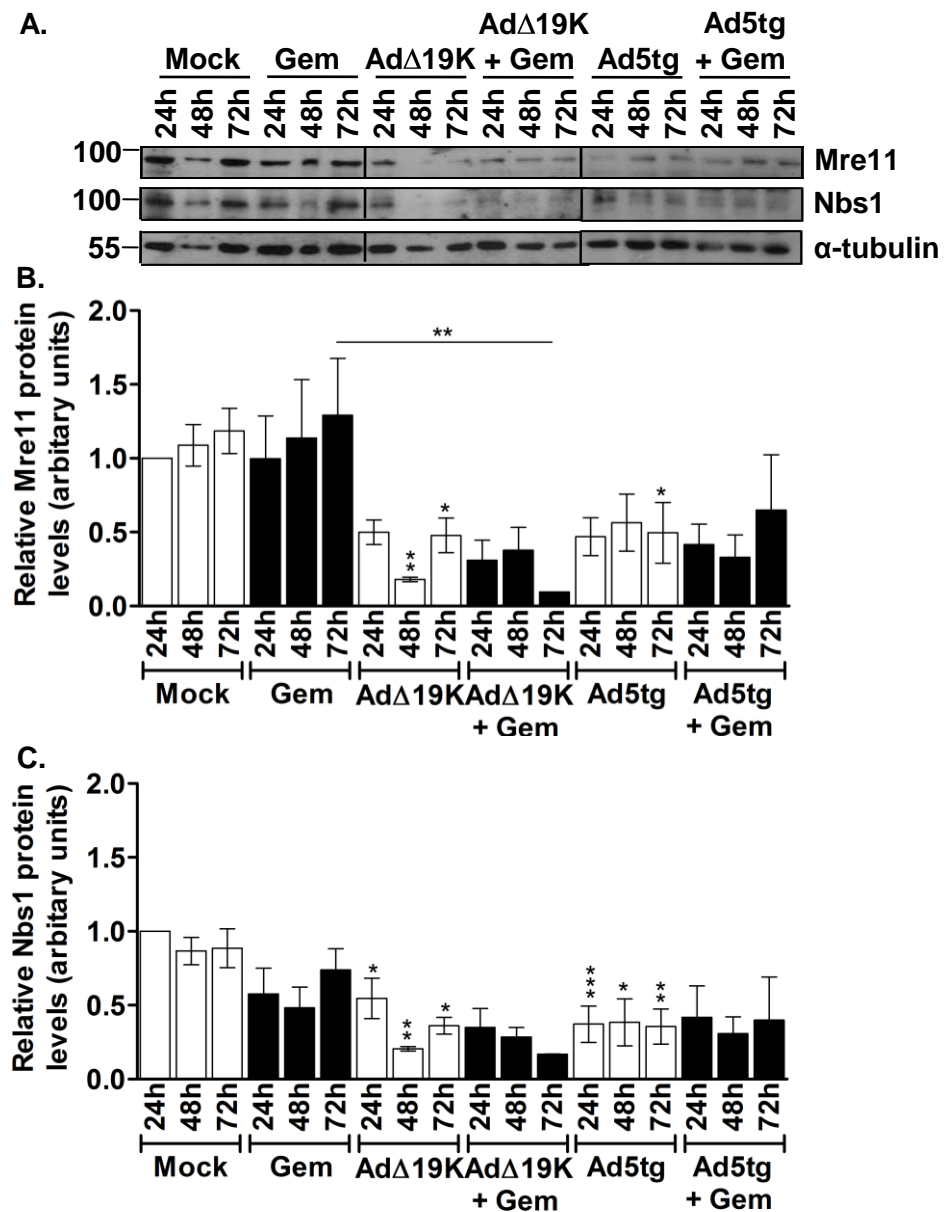 A.
Mock Gem AdΔ19K AdΔ19K + Gem Ad5tg Ad5tg + Gem
24h 48h 72h 24h 48h 72h 24h 48h 72h 24h 48h 72h 24h 48h 72h 24h 48h 72h
100 Mre11
100 Nbs1
55 α-tubulin
B.
Relative Mre11 protein
levels (arbitary units)
2.0
1.5
1.0
0.5
0.0
**
**
*
*
24h 48h 72h 24h 48h 72h 24h 48h 72h 24h 48h 72h 24h 48h 72h 24h 48h 72h
Mock Gem AdΔ19K AdΔ19K + Gem Ad5tg Ad5tg + Gem
C.
Relative Nbs1 protein
levels (arbitary units)
2.0
1.5
1.0
0.5
0.0
*
**
*
***
*
**
24h 48h 72h 24h 48h 72h 24h 48h 72h 24h 48h 72h 24h 48h 72h 24h 48h 72h
Mock Gem AdΔ19K AdΔ19K + Gem Ad5tg Ad5tg + Gem